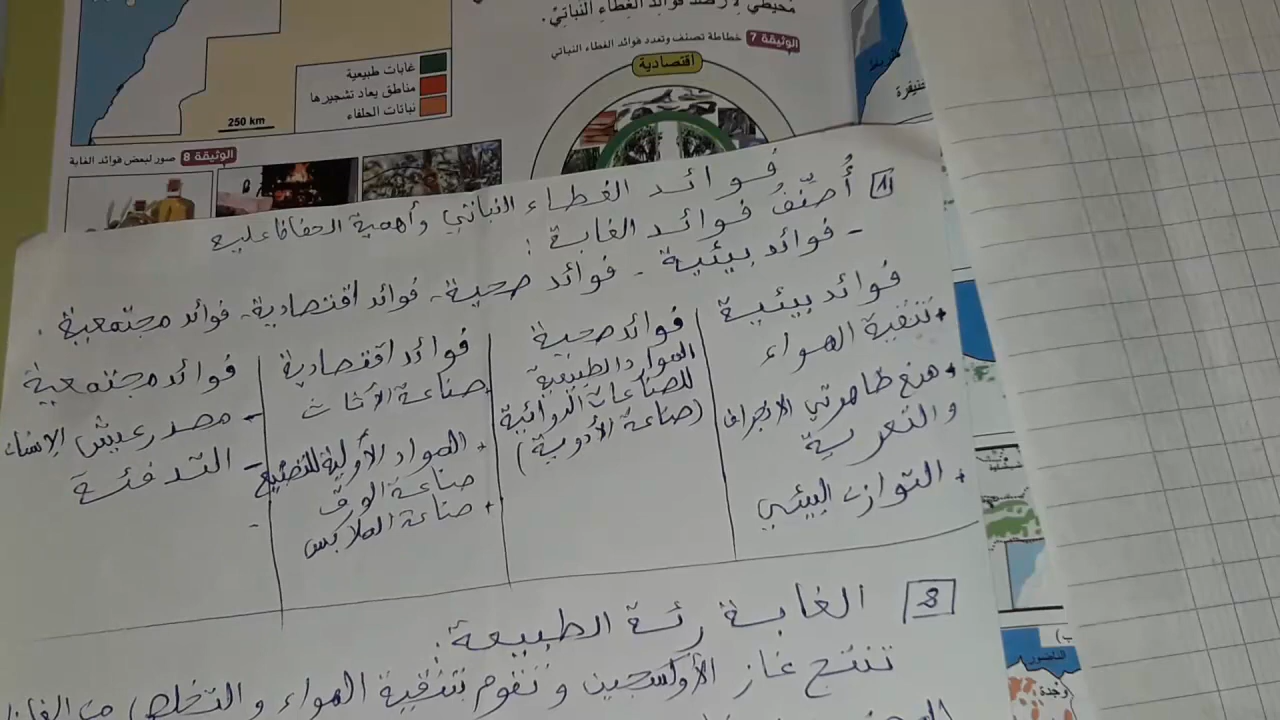 محيطي لأرصد فوائد الغطاء النباتي.
الوثيقة 7 خطاطة تصنف وتعدد فوائد الغطاء النباتي
اقتصادية
غابات طبيعية
مناطق يعاد تشجيرها
نباتات الحلفاء
250 km
الوثيقة 8 صور لبعض فوائد الغابة
خنيفرة
فوائد الغطاء النباتي وأهمية الحفاظ عليه
1 أُصنّفُ فوائد الغابة :
- فوائد بيئية - فوائد صحية - فوائد اقتصادية - فوائد مجتمعية .
فوائد بيئية
+ تنقية الهواء
+ منع ظاهرتي الانجراف
والتعرية
+ التوازن البيئي
فوائد صحية
المواد الطبيعية
للصناعات الدوائية
(صناعة الأدوية)
فوائد اقتصادية
صناعة الأثاث
+ المواد الأولية للتصنيع
صناعة الورق
+ صناعة الملابس
فوائد مجتمعية
- مصدر عيش الإنسان
- التدفئة
-
3 الغابة رئة الطبيعة :
تنتج غاز الأوكسجين و تقوم بتنقية الهواء و التخلص من
الناضور
وجدة
ب)